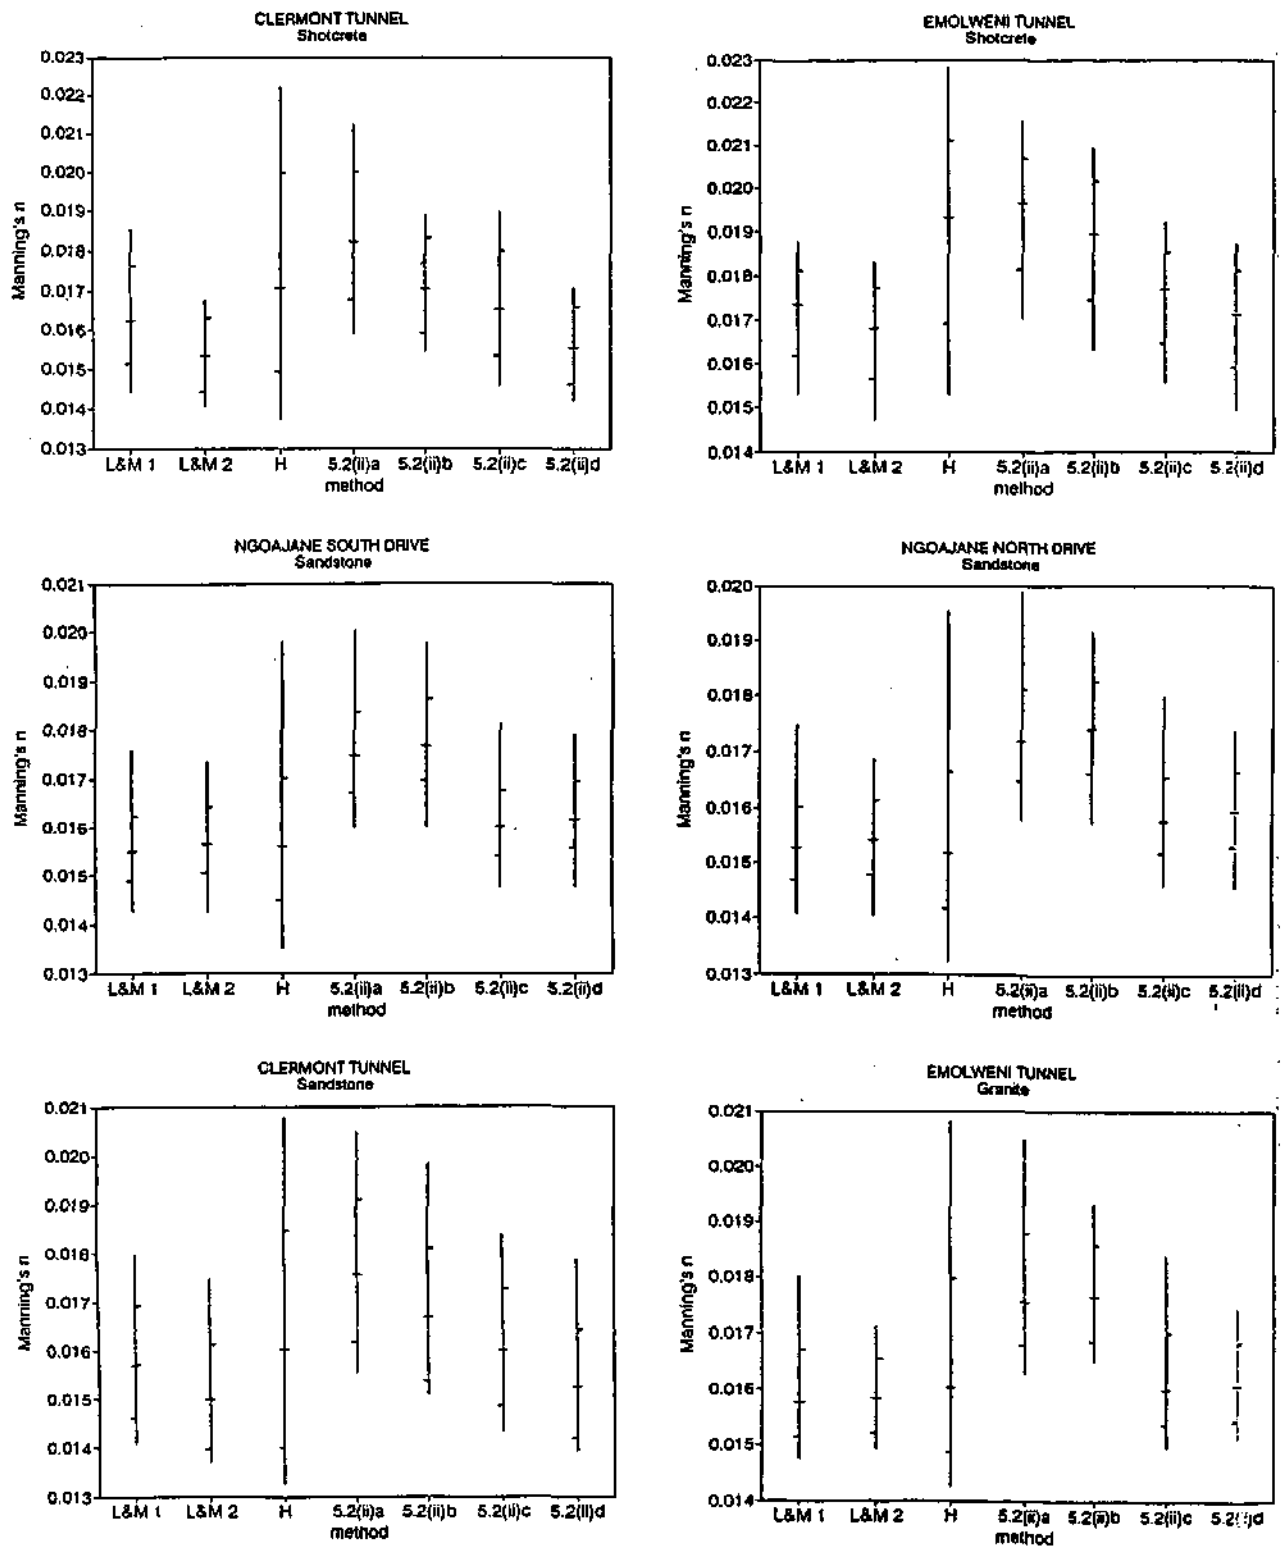 CLERMONT TUNNEL
Shotcrete
0.023
0.022
0.021
0.020
0.019
0.018
0.017
0.016
0.015
0.014
0.013
Manning's n
L&M 1 L&M 2 H 5.2(ii)a 5.2(ii)b 5.2(ii)c 5.2(ii)d
method
EMOLWENI TUNNEL
Shotcrete
0.023
0.022
0.021
0.020
0.019
0.018
0.017
0.016
0.015
0.014
Manning's n
L&M 1 L&M 2 H 5.2(ii)a 5.2(ii)b 5.2(ii)c 5.2(ii)d
method
NGOAJANE SOUTH DRIVE
Sandstone
0.021
0.020
0.019
0.018
0.017
0.016
0.015
0.014
0.013
Manning's n
L&M 1 L&M 2 H 5.2(ii)a 5.2(ii)b 5.2(ii)c 5.2(ii)d
method
NGOAJANE NORTH DRIVE
Sandstone
0.020
0.019
0.018
0.017
0.016
0.015
0.014
0.013
Manning's n
L&M 1 L&M 2 H 5.2(ii)a 5.2(ii)b 5.2(ii)c 5.2(ii)d
method
CLERMONT TUNNEL
Sandstone
0.021
0.020
0.019
0.018
0.017
0.016
0.015
0.014
0.013
Manning's n
L&M 1 L&M 2 H 5.2(ii)a 5.2(ii)b 5.2(ii)c 5.2(ii)d
method
EMOLWENI TUNNEL
Granite
0.021
0.020
0.019
0.018
0.017
0.016
0.015
0.014
Manning's n
L&M 1 L&M 2 H 5.2(ii)a 5.2(ii)b 5.2(ii)c 5.2(ii)d
method